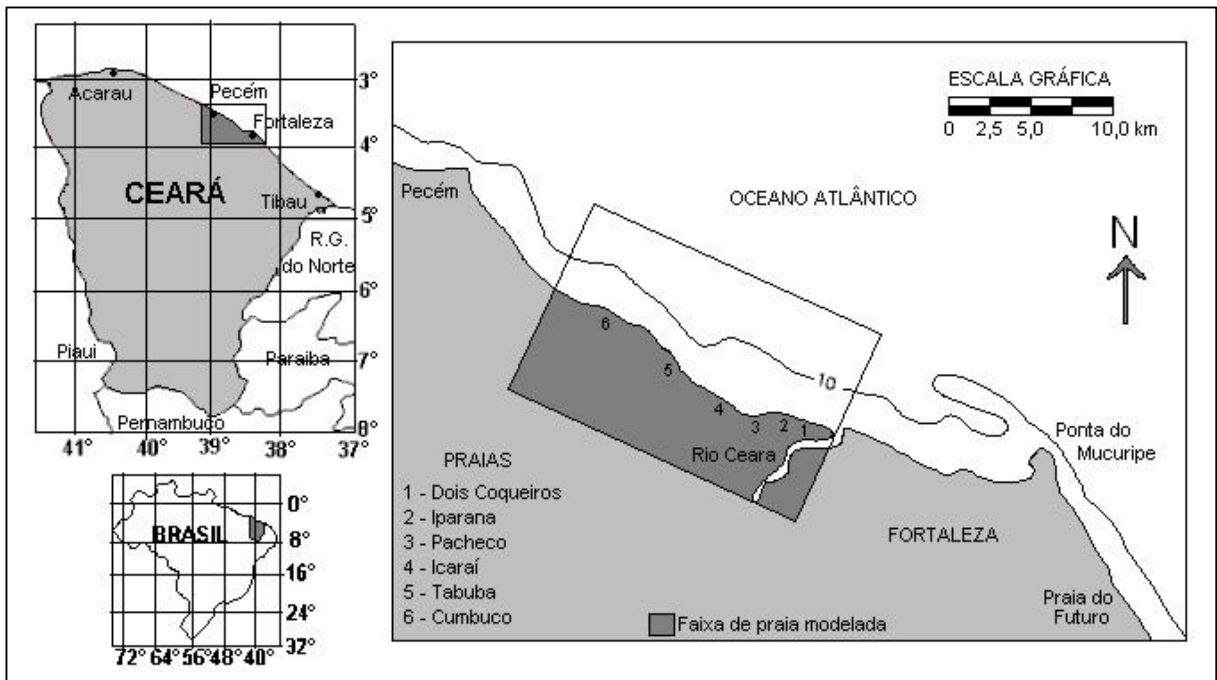 Acarau
Pecém
Fortaleza
CEARÁ
Tibau
R.G.
do Norte
Piaui
Paraiba
Pernambuco
3°
4°
5°
6°
7°
8°
41° 40° 39° 38° 37°
BRASIL
0°
8°
16°
24°
32°
72° 64° 56° 48° 40°
ESCALA GRÁFICA
0 2,5 5,0 10,0 km
Pecém
OCEANO ATLÂNTICO
N
6
5
4
3 2 1
10
Rio Ceara
Ponta do
Mucuripe
FORTALEZA
Praia do
Futuro
PRAIAS
1 - Dois Coqueiros
2 - Iparana
3 - Pacheco
4 - Icaraí
5 - Tabuba
6 - Cumbuco
Faixa de praia modelada